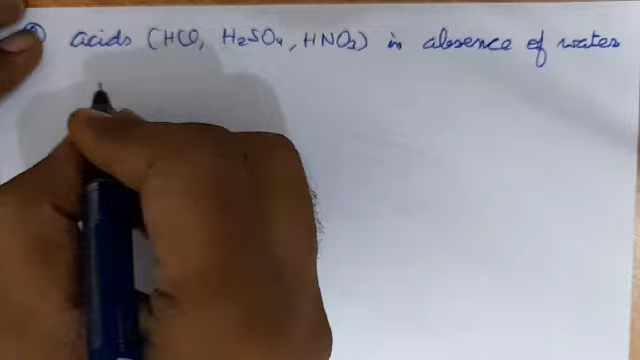 acids (HCl, H₂SO₄, HNO₃) in absence of water